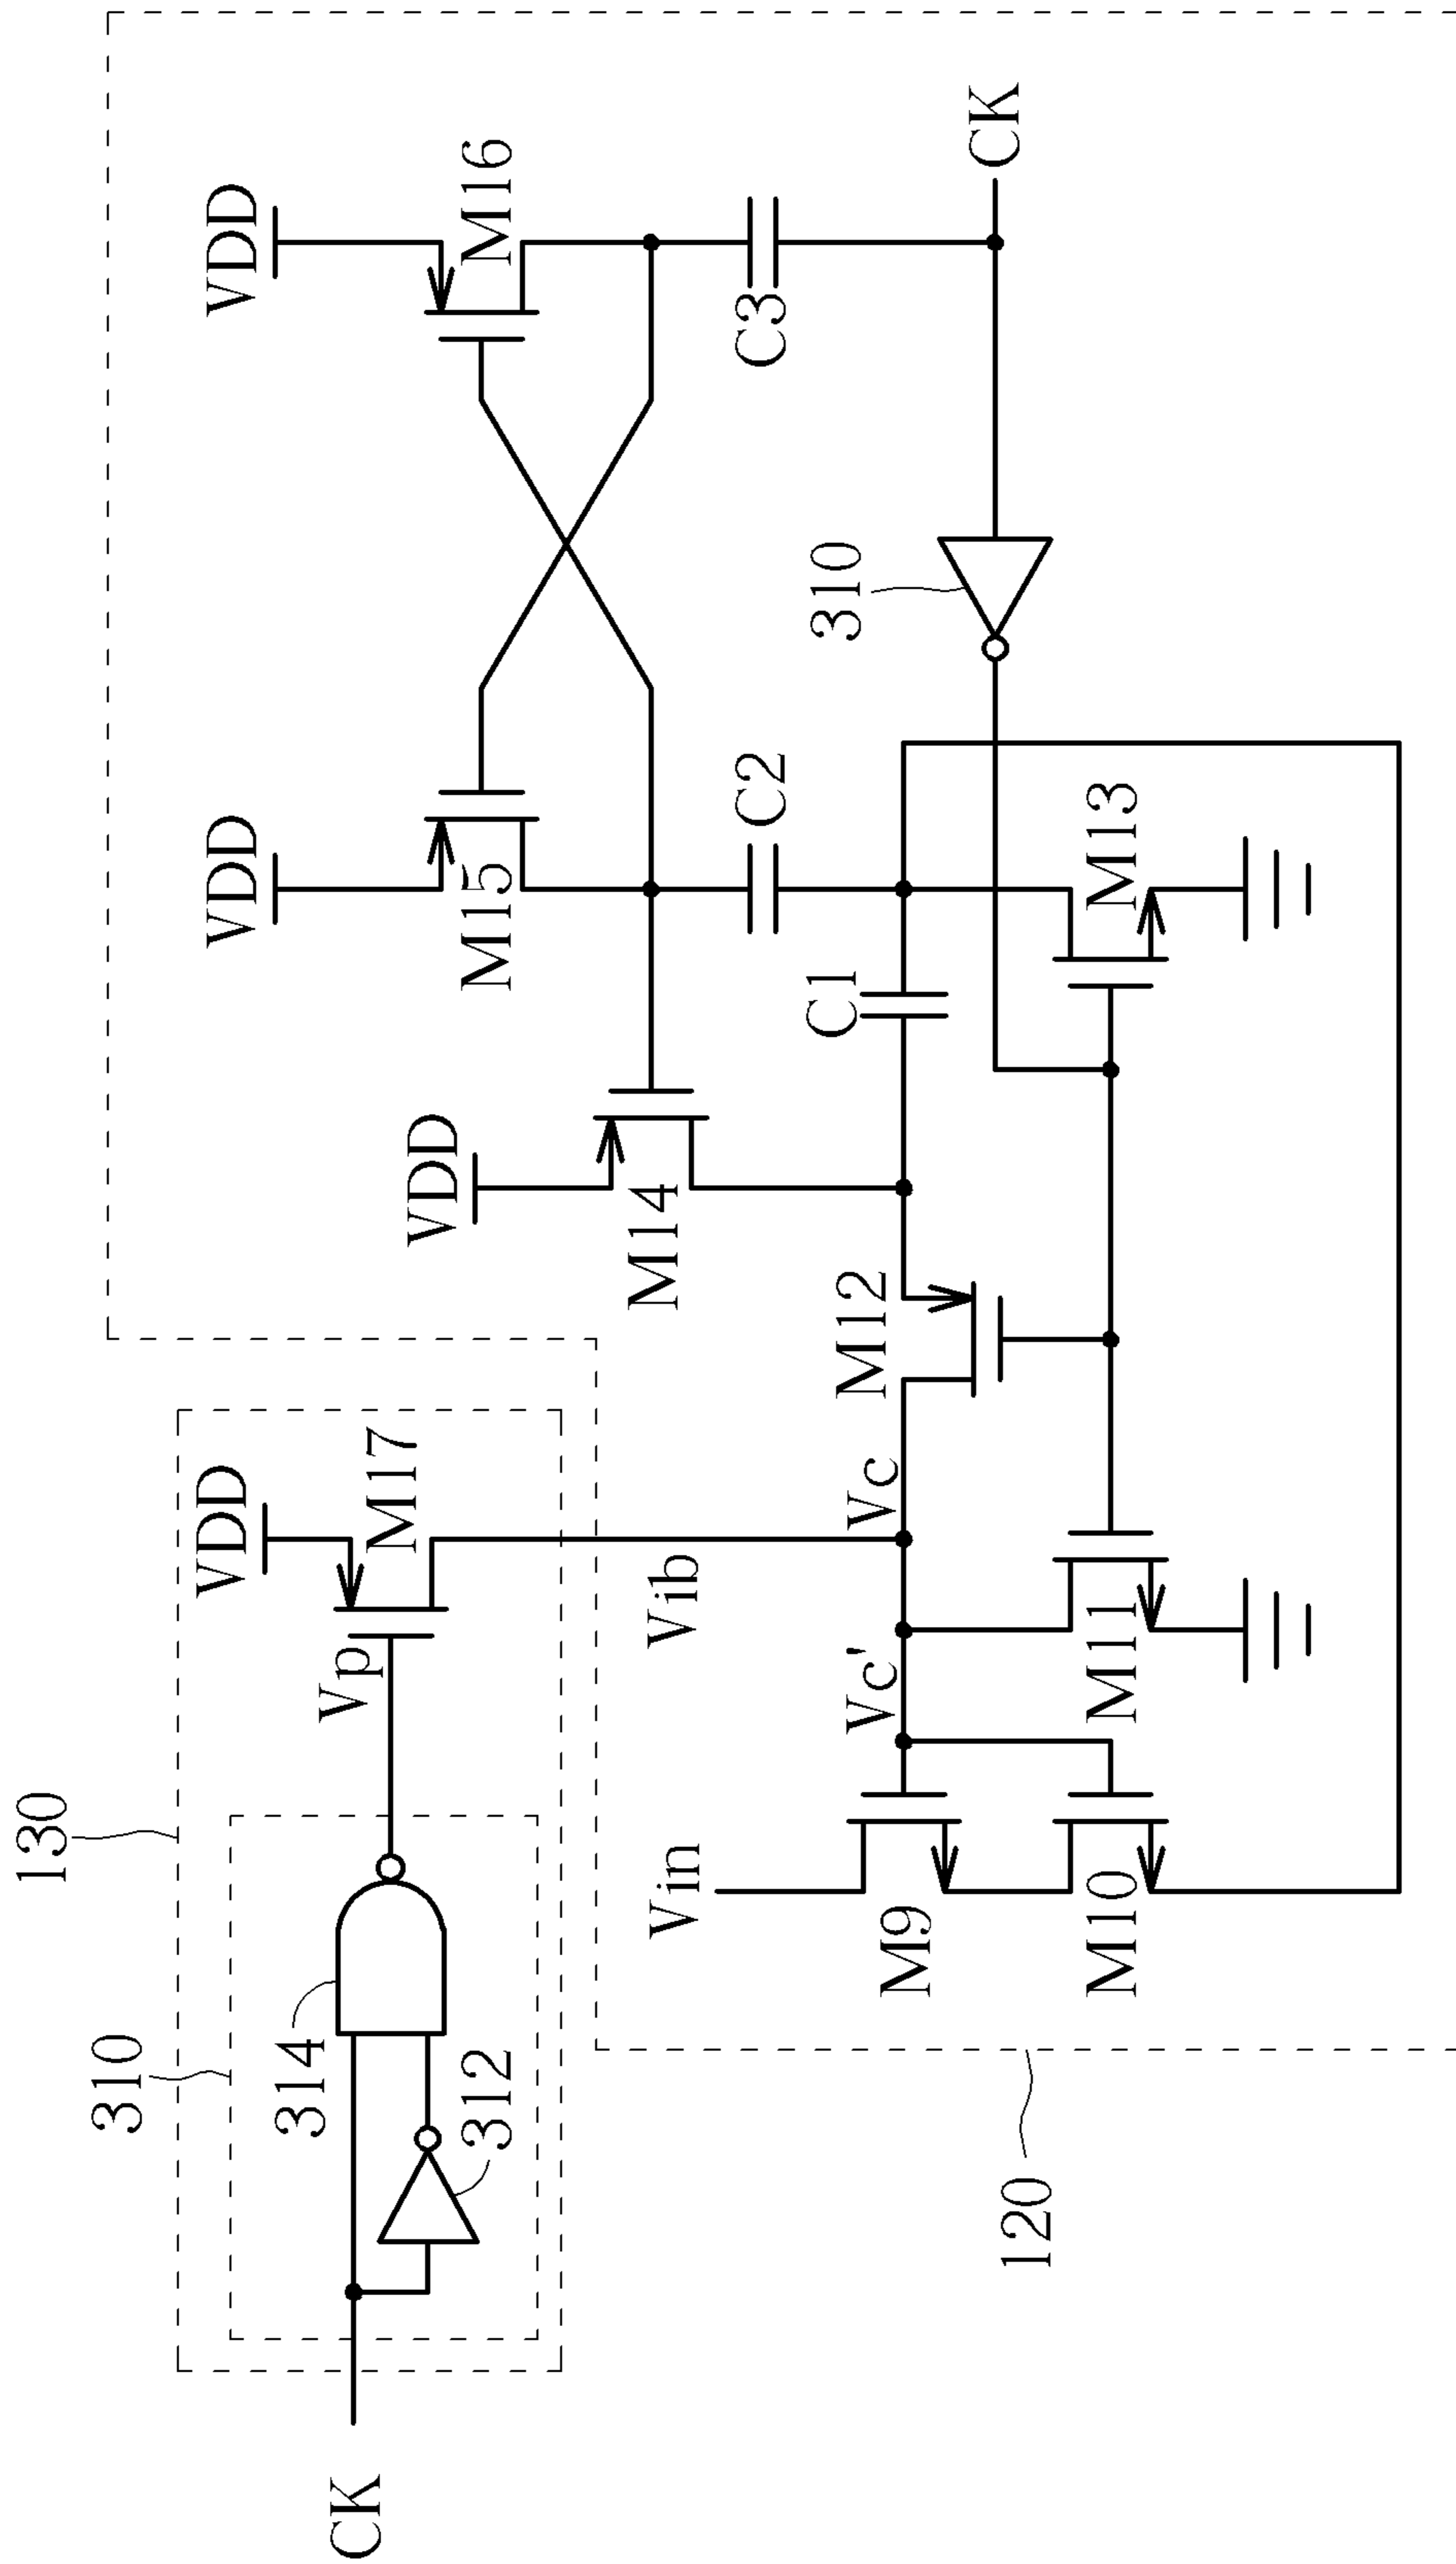 130
310
CK
314
312
Vp
VDD
M17
Vib
Vin
M9
M10
Vc'
Vc
M11
M12
VDD
M14
C1
VDD
M15
C2
M13
310
VDD
M16
C3
CK
120